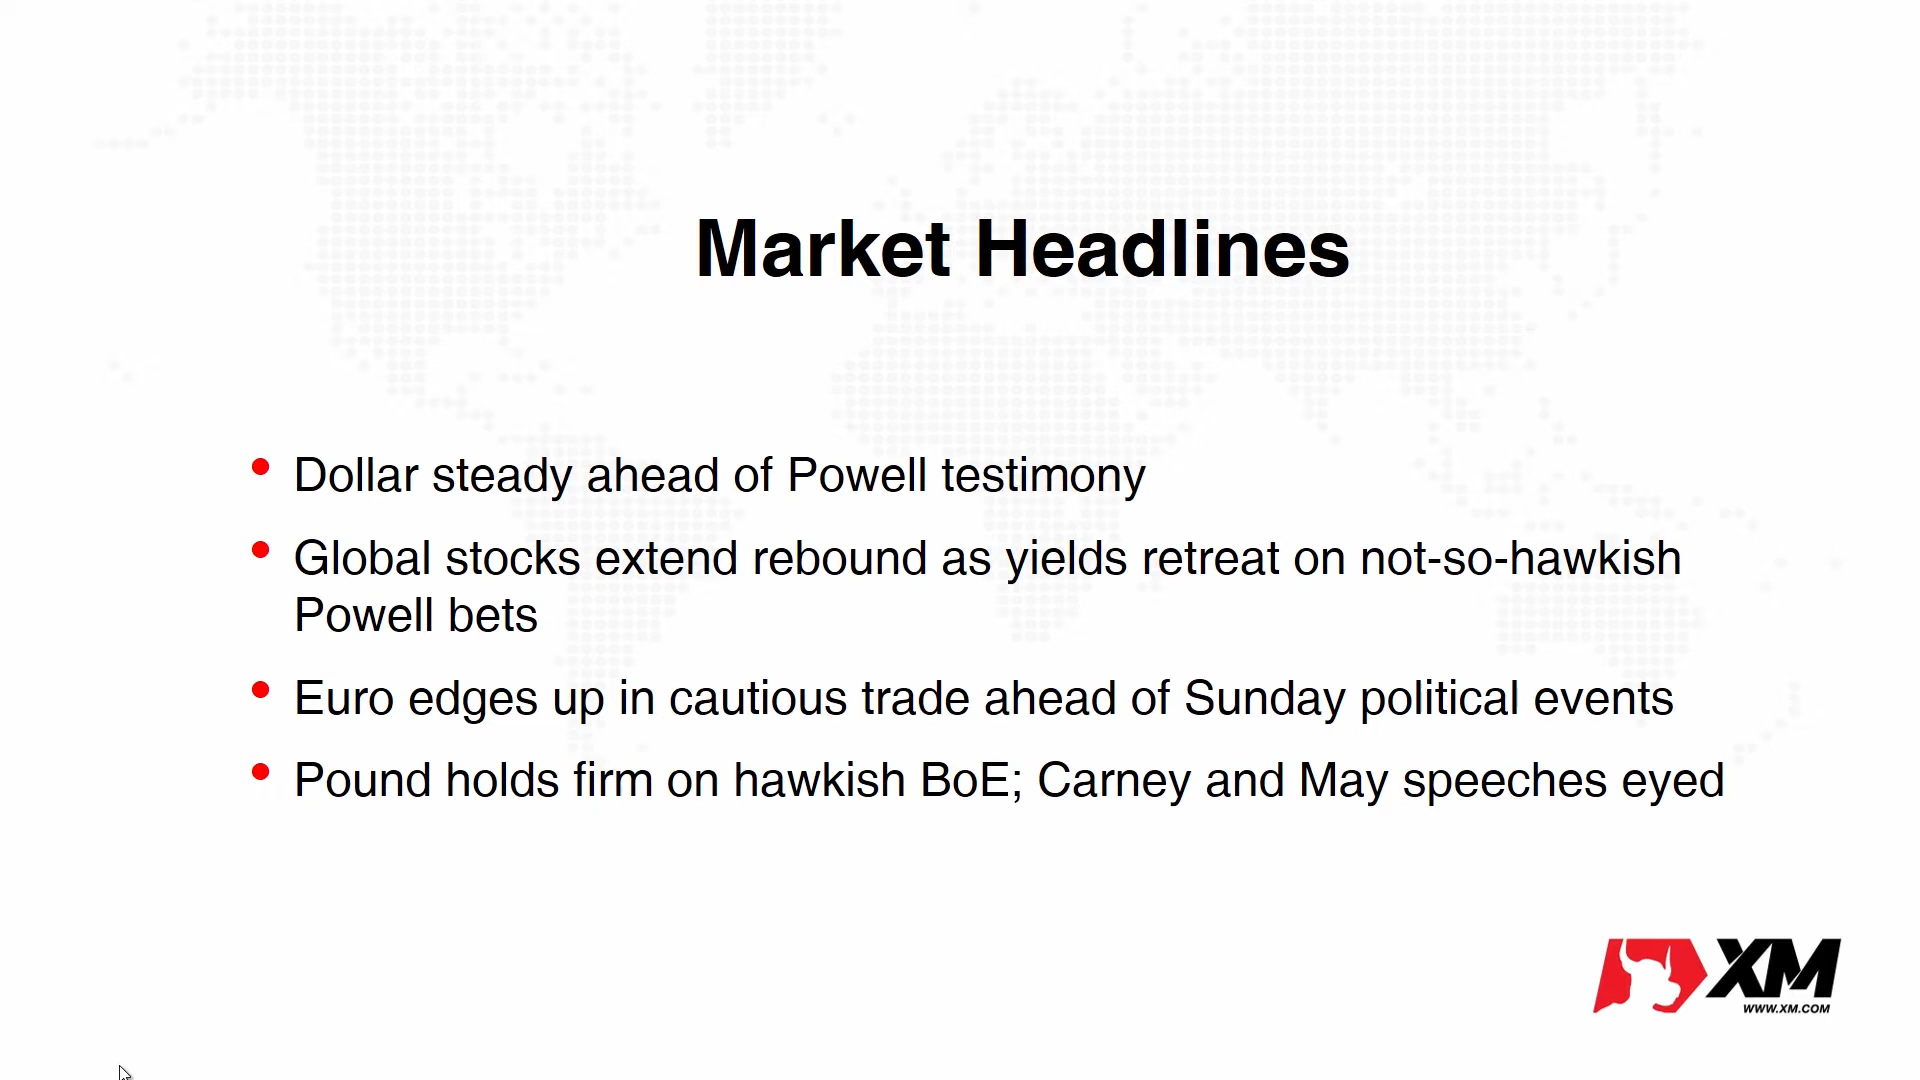 Market Headlines
Dollar steady ahead of Powell testimony
Global stocks extend rebound as yields retreat on not-so-hawkish
Powell bets
Euro edges up in cautious trade ahead of Sunday political events
Pound holds firm on hawkish BoE; Carney and May speeches eyed
XM
WWW.XM.COM